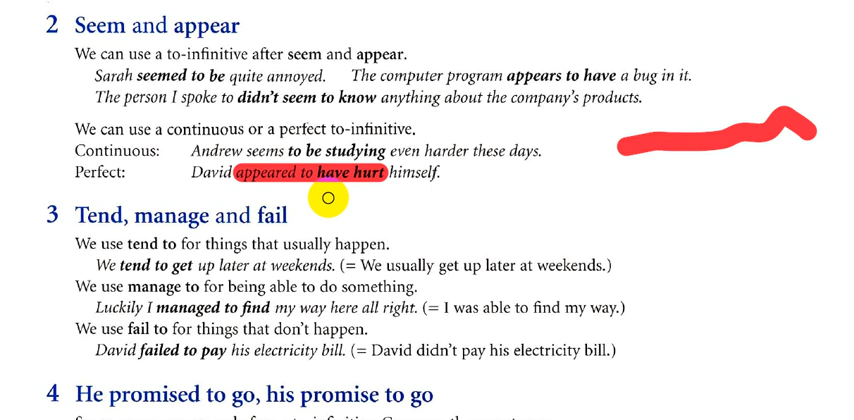 2 Seem and appear
We can use a to-infinitive after seem and appear.
Sarah seemed to be quite annoyed. The computer program appears to have a bug in it.
The person I spoke to didn't seem to know anything about the company's products.
We can use a continuous or a perfect to-infinitive.
Continuous: Andrew seems to be studying even harder these days.
Perfect: David appeared to have hurt himself.
3 Tend, manage and fail
We use tend to for things that usually happen.
We tend to get up later at weekends. (= We usually get up later at weekends.)
We use manage to for being able to do something.
Luckily I managed to find my way here all right. (= I was able to find my way.)
We use fail to for things that don't happen.
David failed to pay his electricity bill. (= David didn't pay his electricity bill.)
4 He promised to go, his promise to go